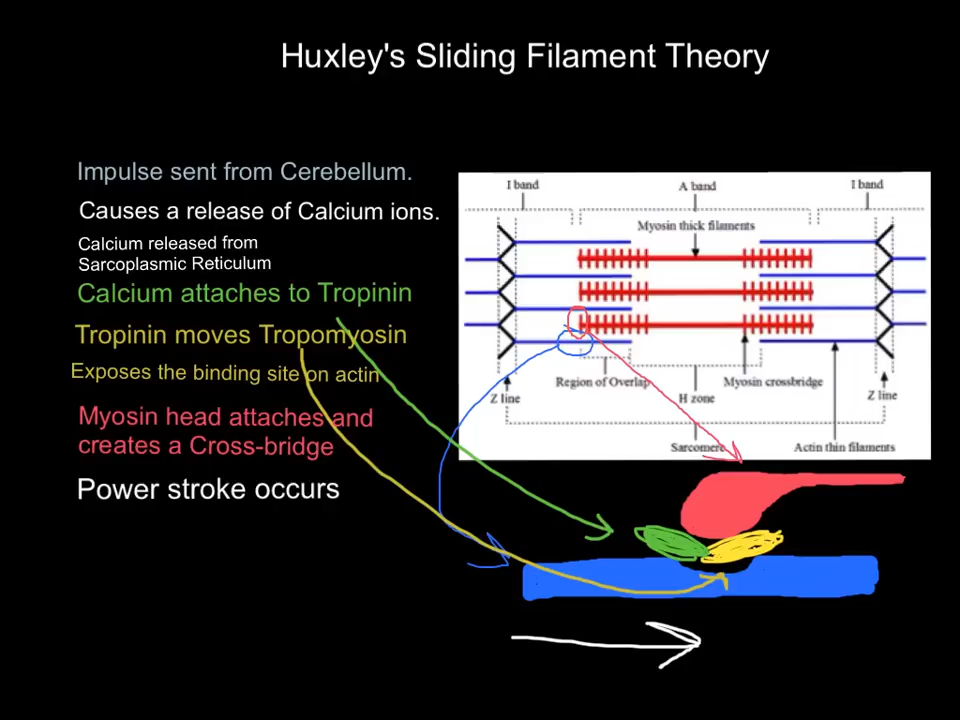 Huxley's Sliding Filament Theory
Impulse sent from Cerebellum.
Causes a release of Calcium ions.
Calcium released from
Sarcoplasmic Reticulum
Calcium attaches to Tropinin
Tropinin moves Tropomyosin
Exposes the binding site on actin
Myosin head attaches and
creates a Cross-bridge
Power stroke occurs
I band
A band
I band
Myosin thick filaments
Region of Overlap
Myosin crossbridge
Z line
H zone
Z line
Sarcomere
Actin thin filaments